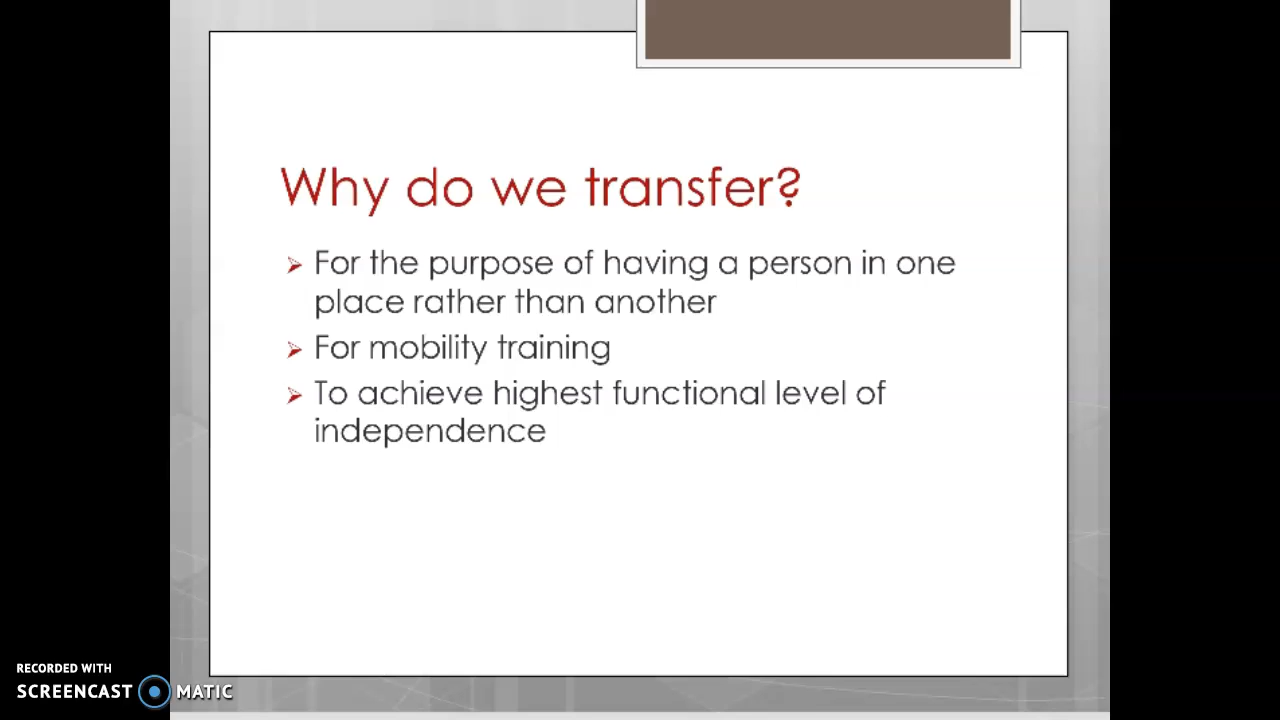 Why do we transfer?
For the purpose of having a person in one
place rather than another
For mobility training
To achieve highest functional level of
independence
RECORDED WITH
SCREENCAST MATIC